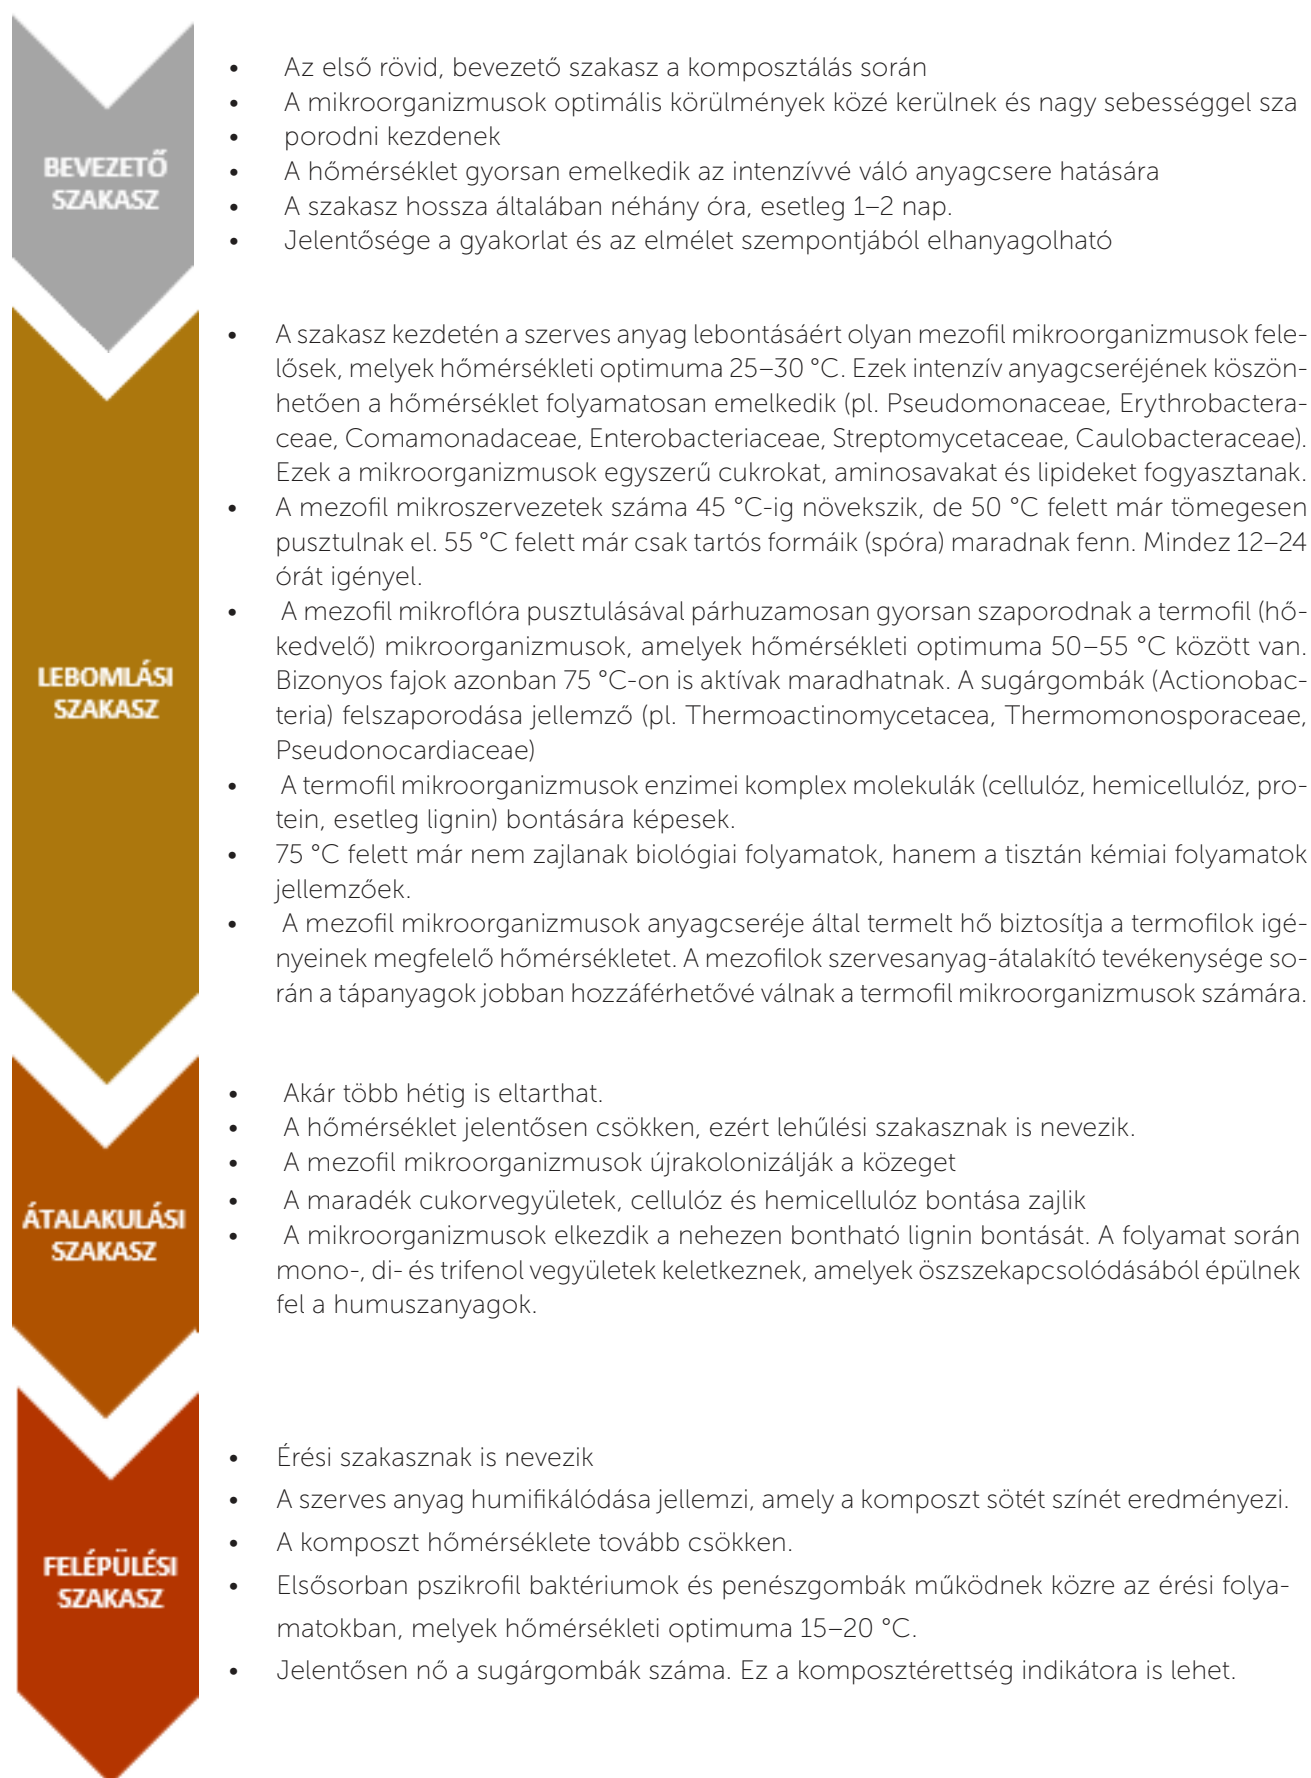 BEVEZETŐ
SZAKASZ
• Az első rövid, bevezető szakasz a komposztálás során
• A mikroorganizmusok optimális körülmények közé kerülnek és nagy sebességgel sza
• porodni kezdenek
• A hőmérséklet gyorsan emelkedik az intenzívvé váló anyagcsere hatására
• A szakasz hossza általában néhány óra, esetleg 1–2 nap.
• Jelentősége a gyakorlat és az elmélet szempontjából elhanyagolható
LEBOMLÁSI
SZAKASZ
• A szakasz kezdetén a szerves anyag lebontásáért olyan mezofil mikroorganizmusok fele-
lősek, melyek hőmérsékleti optimuma 25–30 °C. Ezek intenzív anyagcseréjének köszön-
hetően a hőmérséklet folyamatosan emelkedik (pl. Pseudomonaceae, Erythrobactera-
ceae, Comamonadaceae, Enterobacteriaceae, Streptomycetaceae, Caulobacteraceae).
Ezek a mikroorganizmusok egyszerű cukrokat, aminosavakat és lipideket fogyasztanak.
• A mezofil mikroszervezetek száma 45 °C-ig növekszik, de 50 °C felett már tömegesen
pusztulnak el. 55 °C felett már csak tartós formáik (spóra) maradnak fenn. Mindez 12–24
órát igényel.
• A mezofil mikroflóra pusztulásával párhuzamosan gyorsan szaporodnak a termofil (hő-
kedvelő) mikroorganizmusok, amelyek hőmérsékleti optimuma 50–55 °C között van.
Bizonyos fajok azonban 75 °C-on is aktívak maradhatnak. A sugárgombák (Actionobac-
teria) felszaporodása jellemző (pl. Thermoactinomycetacea, Thermomonosporaceae,
Pseudonocardiaceae)
• A termofil mikroorganizmusok enzimei komplex molekulák (cellulóz, hemicellulóz, pro-
tein, esetleg lignin) bontására képesek.
• 75 °C felett már nem zajlanak biológiai folyamatok, hanem a tisztán kémiai folyamatok
jellemzőek.
• A mezofil mikroorganizmusok anyagcseréje által termelt hő biztosítja a termofilok igé-
nyeinek megfelelő hőmérsékletet. A mezofilok szervesanyag-átalakító tevékenysége so-
rán a tápanyagok jobban hozzáférhetővé válnak a termofil mikroorganizmusok számára.
ÁTALAKULÁSI
SZAKASZ
• Akár több hétig is eltarthat.
• A hőmérséklet jelentősen csökken, ezért lehűlési szakasznak is nevezik.
• A mezofil mikroorganizmusok újrakolonizálják a közeget
• A maradék cukorvegyületek, cellulóz és hemicellulóz bontása zajlik
• A mikroorganizmusok elkezdik a nehezen bontható lignin bontását. A folyamat során
mono-, di- és trifenol vegyületek keletkeznek, amelyek öszszekapcsolódásából épülnek
fel a humuszanyagok.
FELÉPÜLÉSI
SZAKASZ
• Érési szakasznak is nevezik
• A szerves anyag humifikálódása jellemzi, amely a komposzt sötét színét eredményezi.
• A komposzt hőmérséklete tovább csökken.
• Elsősorban pszikrofil baktériumok és penészgombák működnek közre az érési folya-
matokban, melyek hőmérsékleti optimuma 15–20 °C.
• Jelentősen nő a sugárgombák száma. Ez a komposztérettség indikátora is lehet.